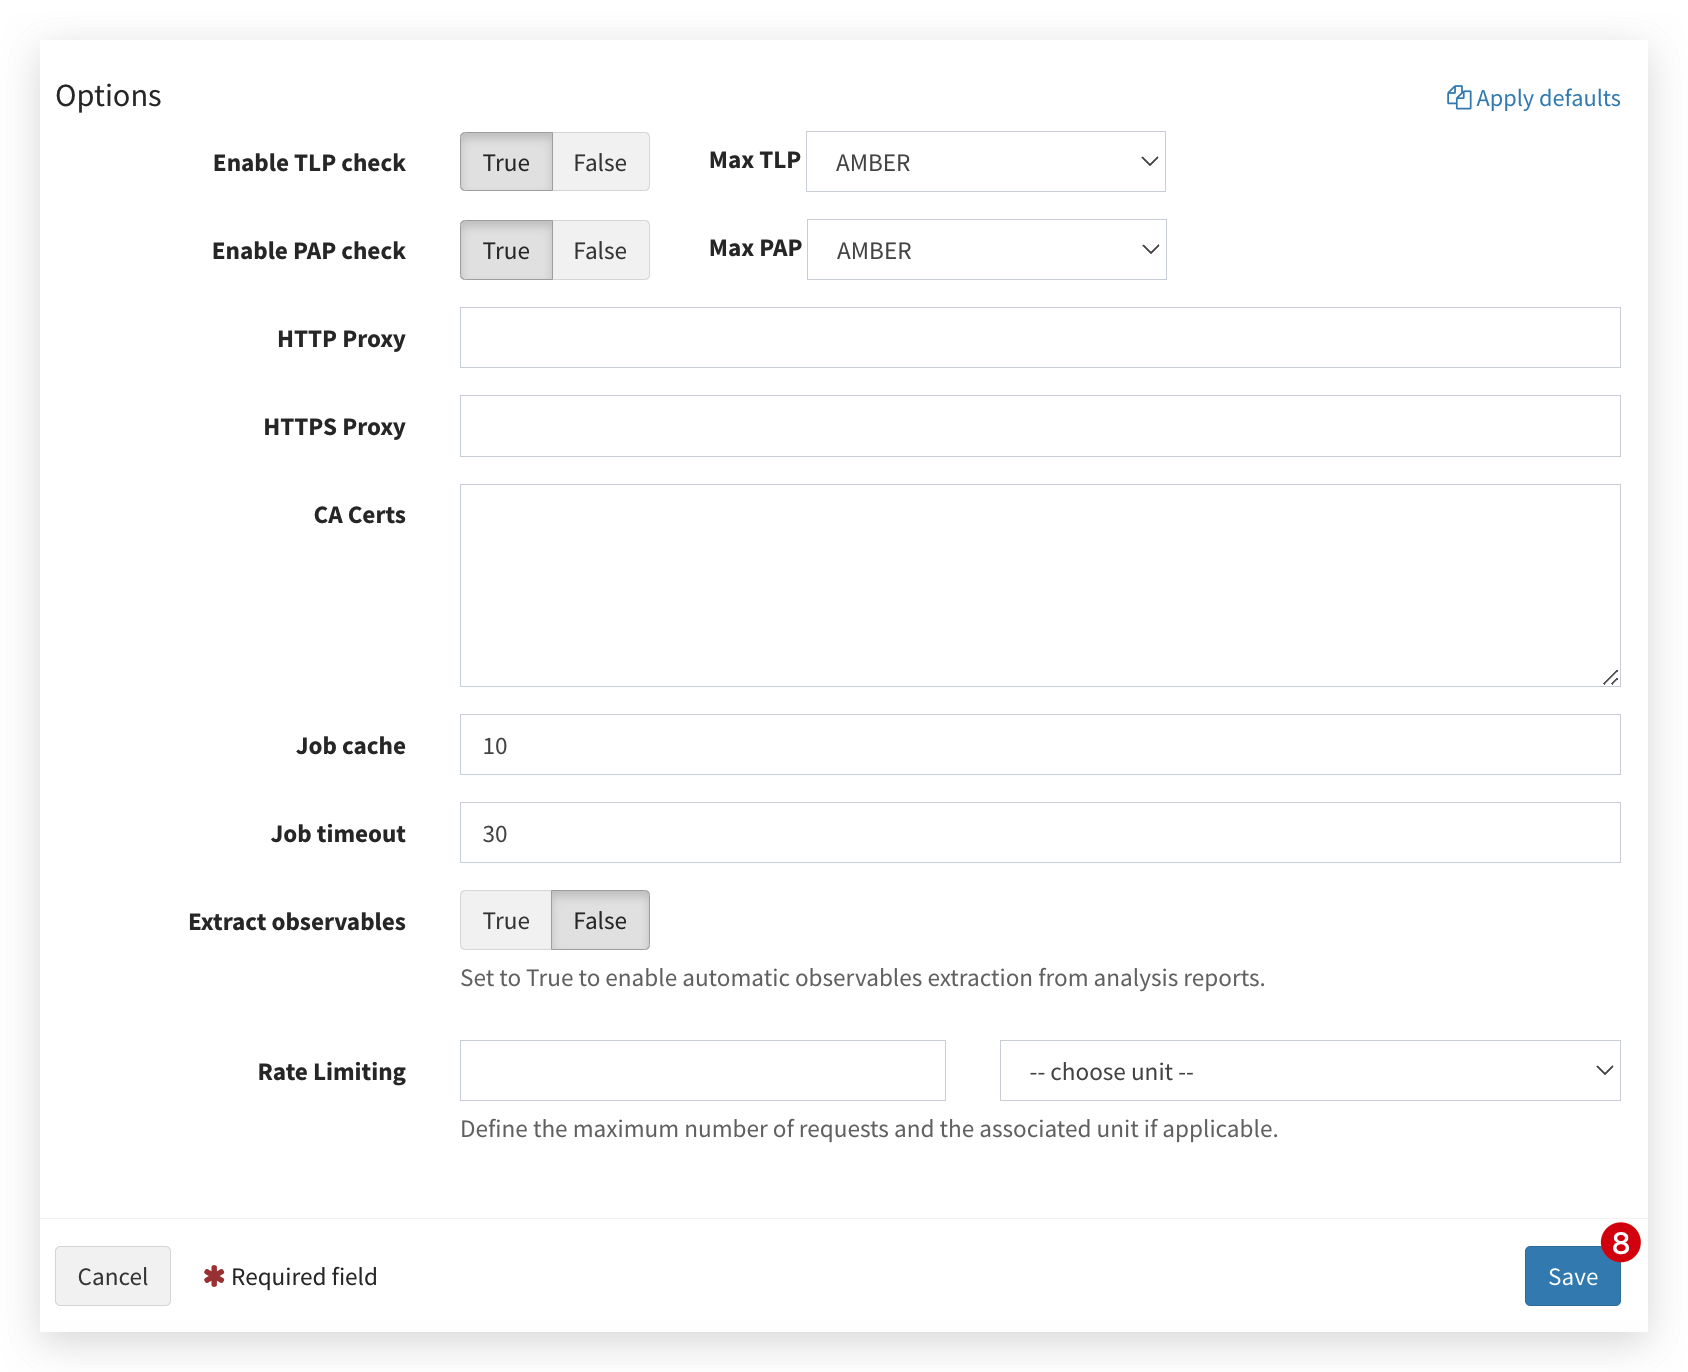 Options
Apply defaults
Enable TLP check True False Max TLP AMBER
Enable PAP check True False Max PAP AMBER
HTTP Proxy
HTTPS Proxy
CA Certs
Job cache 10
Job timeout 30
Extract observables True False
Set to True to enable automatic observables extraction from analysis reports.
Rate Limiting -- choose unit --
Define the maximum number of requests and the associated unit if applicable.
8
Cancel ✱ Required field Save